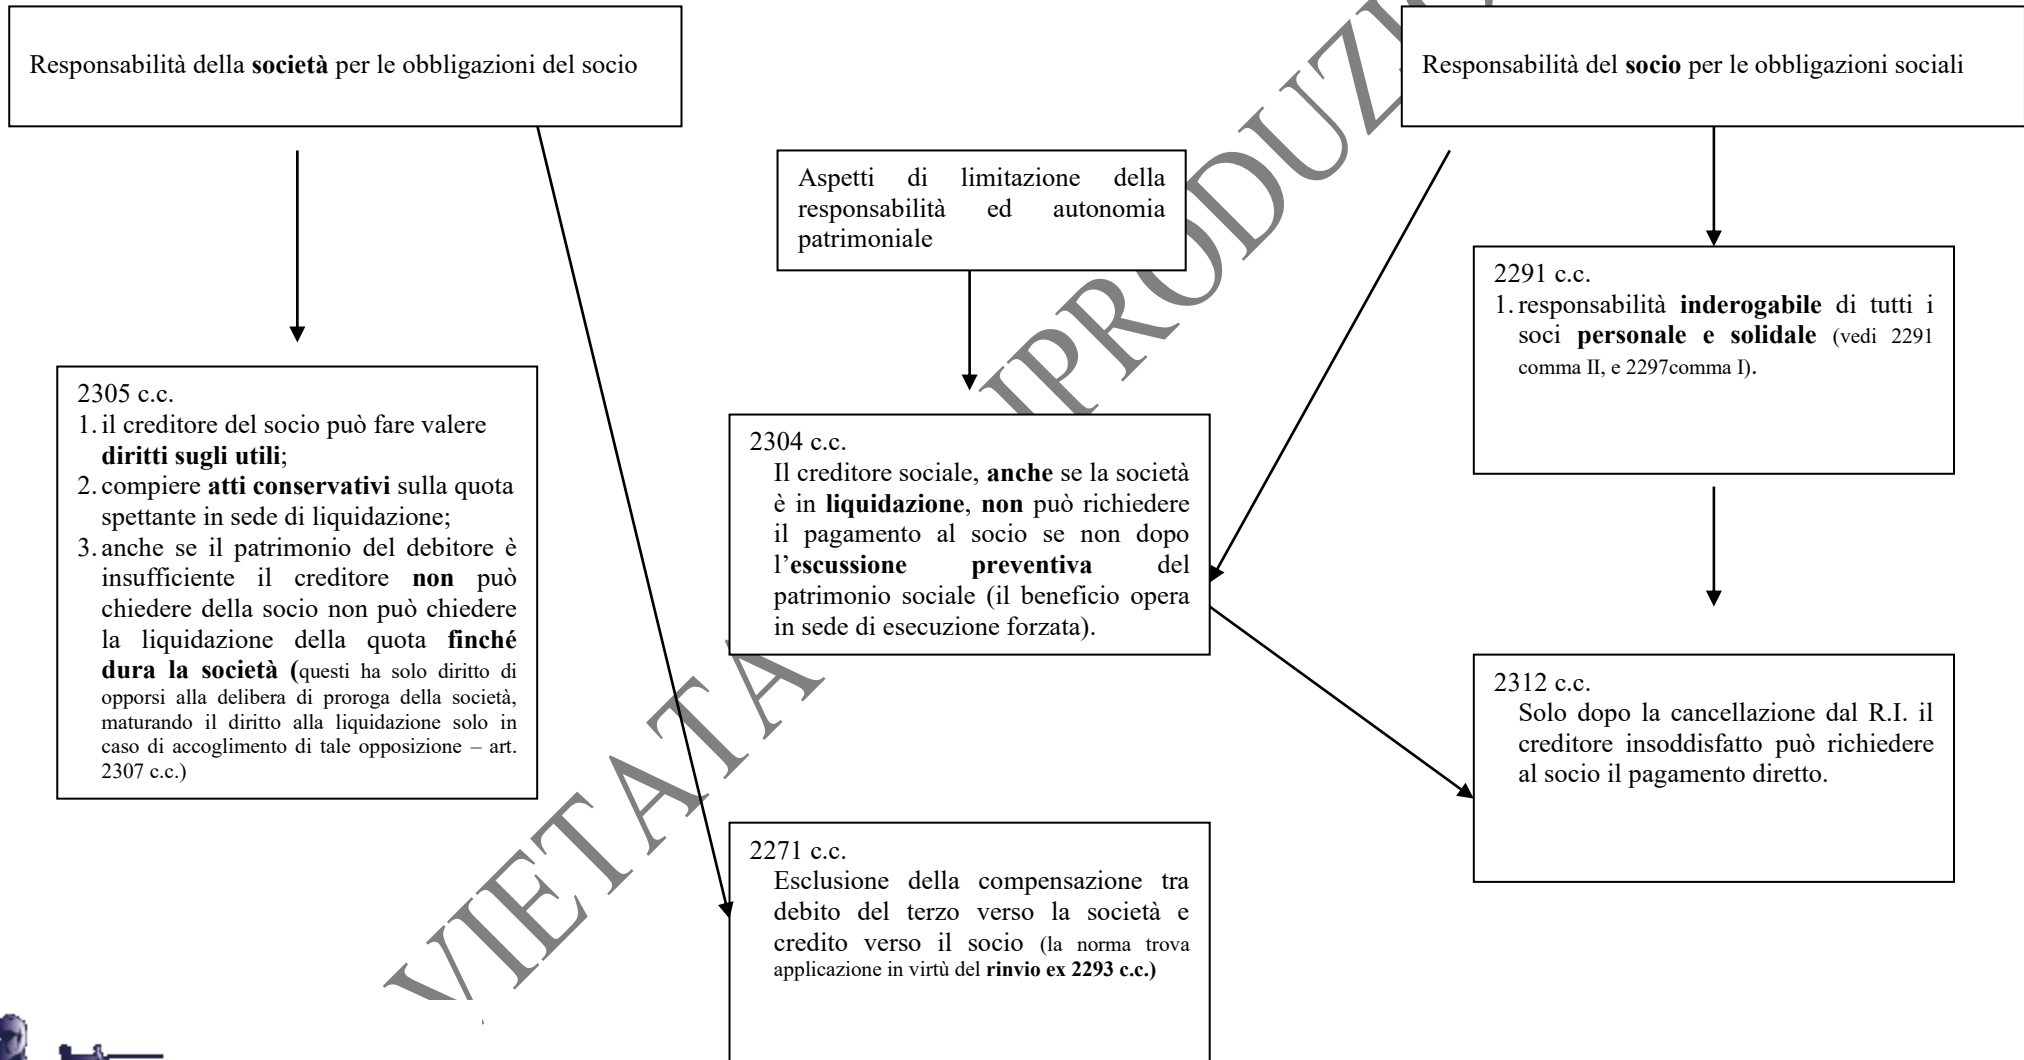 Responsabilità della società per le obbligazioni del socio
Responsabilità del socio per le obbligazioni sociali
Aspetti di limitazione della
responsabilità ed autonomia
patrimoniale
2305 c.c.
1. il creditore del socio può fare valere
diritti sugli utili;
2. compiere atti conservativi sulla quota
spettante in sede di liquidazione;
3. anche se il patrimonio del debitore è
insufficiente il creditore non può
chiedere della socio non può chiedere
la liquidazione della quota finché
dura la società (questi ha solo diritto di
opporsi alla delibera di proroga della società,
maturando il diritto alla liquidazione solo in
caso di accoglimento di tale opposizione – art.
2307 c.c.)
2304 c.c.
Il creditore sociale, anche se la società
è in liquidazione, non può richiedere
il pagamento al socio se non dopo
l’escussione preventiva del
patrimonio sociale (il beneficio opera
in sede di esecuzione forzata).
2271 c.c.
Esclusione della compensazione tra
debito del terzo verso la società e
credito verso il socio (la norma trova
applicazione in virtù del rinvio ex 2293 c.c.)
2291 c.c.
1. responsabilità inderogabile di tutti i
soci personale e solidale (vedi 2291
comma II, e 2297comma I).
2312 c.c.
Solo dopo la cancellazione dal R.I. il
creditore insoddisfatto può richiedere
al socio il pagamento diretto.
VIETATA IPRODUZI